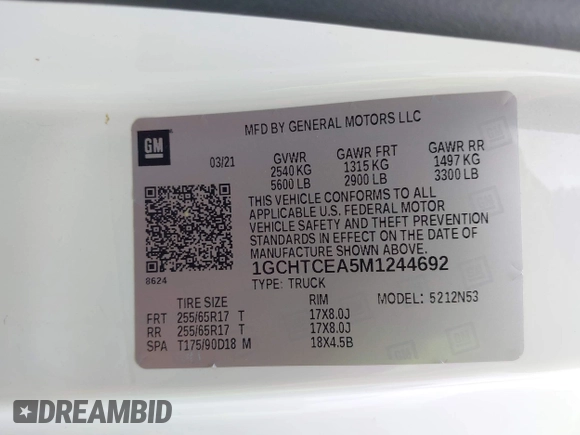 MFD BY GENERAL MOTORS LLC
GM
03/21
GVWR GAWR FRT GAWR RR
2540 KG 1315 KG 1497 KG
5600 LB 2900 LB 3300 LB
THIS VEHICLE CONFORMS TO ALL
APPLICABLE U.S. FEDERAL MOTOR
VEHICLE SAFETY AND THEFT PREVENTION
STANDARDS IN EFFECT ON THE DATE OF
MANUFACTURE SHOWN ABOVE.
8624
1GCHTCEA5M1244692
TYPE: TRUCK MODEL: 5212N53
TIRE SIZE RIM
FRT 255/65R17 T 17X8.0J
RR 255/65R17 T 17X8.0J
SPA T175/90D18 M 18X4.5B
DREAMBID